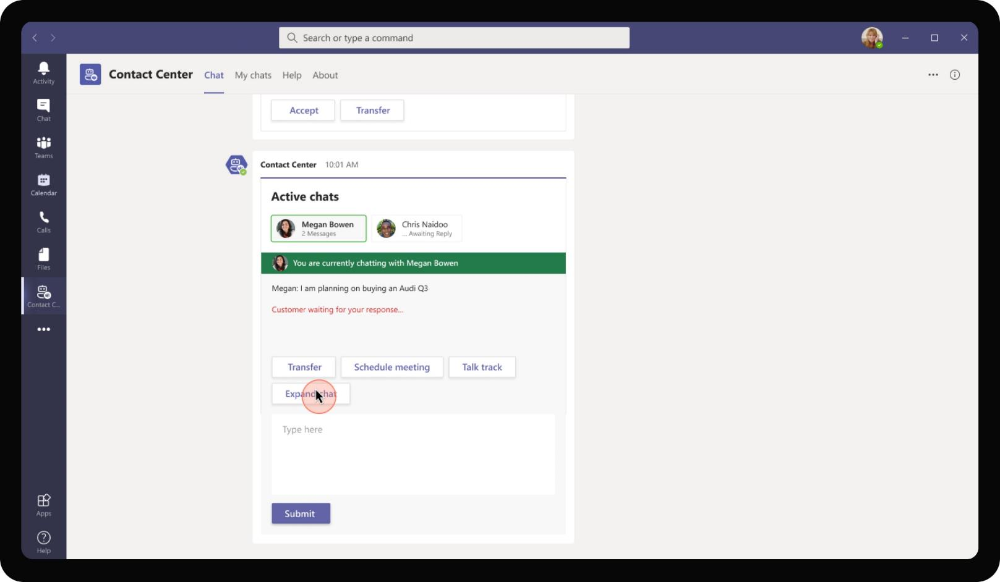 Search or type a command
Activity
Chat
Teams
Calendar
Calls
Files
Contact C...
Apps
Help
Contact Center Chat My chats Help About
Accept Transfer
Contact Center 10:01 AM
Active chats
Megan Bowen
2 Messages
Chris Naidoo
... Awaiting Reply
You are currently chatting with Megan Bowen
Megan: I am planning on buying an Audi Q3
Customer waiting for your response...
Transfer Schedule meeting Talk track
Expand chat
Type here
Submit